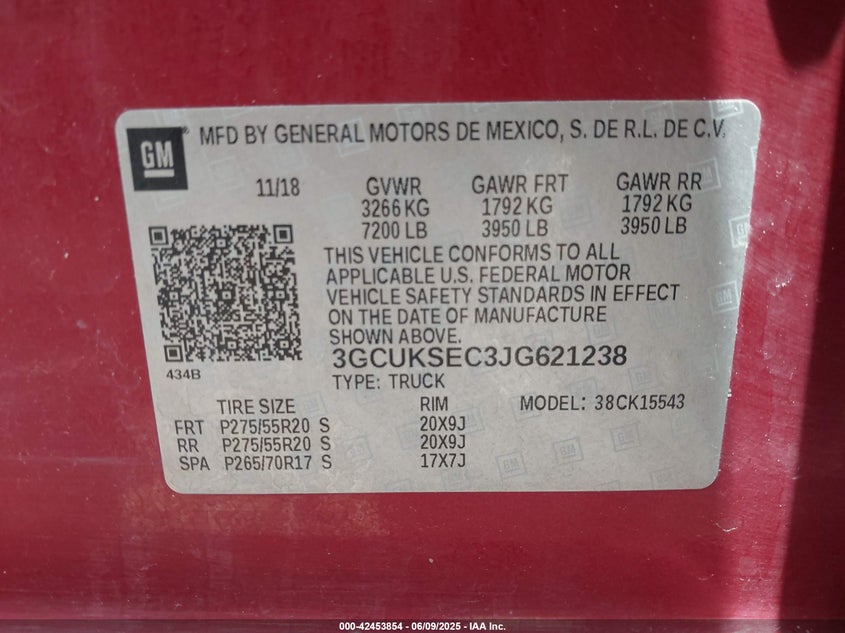 GM
MFD BY GENERAL MOTORS DE MEXICO, S. DE R.L. DE C.V.
11/18 GVWR GAWR FRT GAWR RR
3266 KG 1792 KG 1792 KG
7200 LB 3950 LB 3950 LB
THIS VEHICLE CONFORMS TO ALL
APPLICABLE U.S. FEDERAL MOTOR
VEHICLE SAFETY STANDARDS IN EFFECT
ON THE DATE OF MANUFACTURE
SHOWN ABOVE.
434B
3GCUKSEC3JG621238
TYPE: TRUCK
TIRE SIZE RIM MODEL: 38CK15543
FRT P275/55R20 S 20X9J
RR P275/55R20 S 20X9J
SPA P265/70R17 S 17X7J
000-42453854 - 06/09/2025 - IAA Inc.